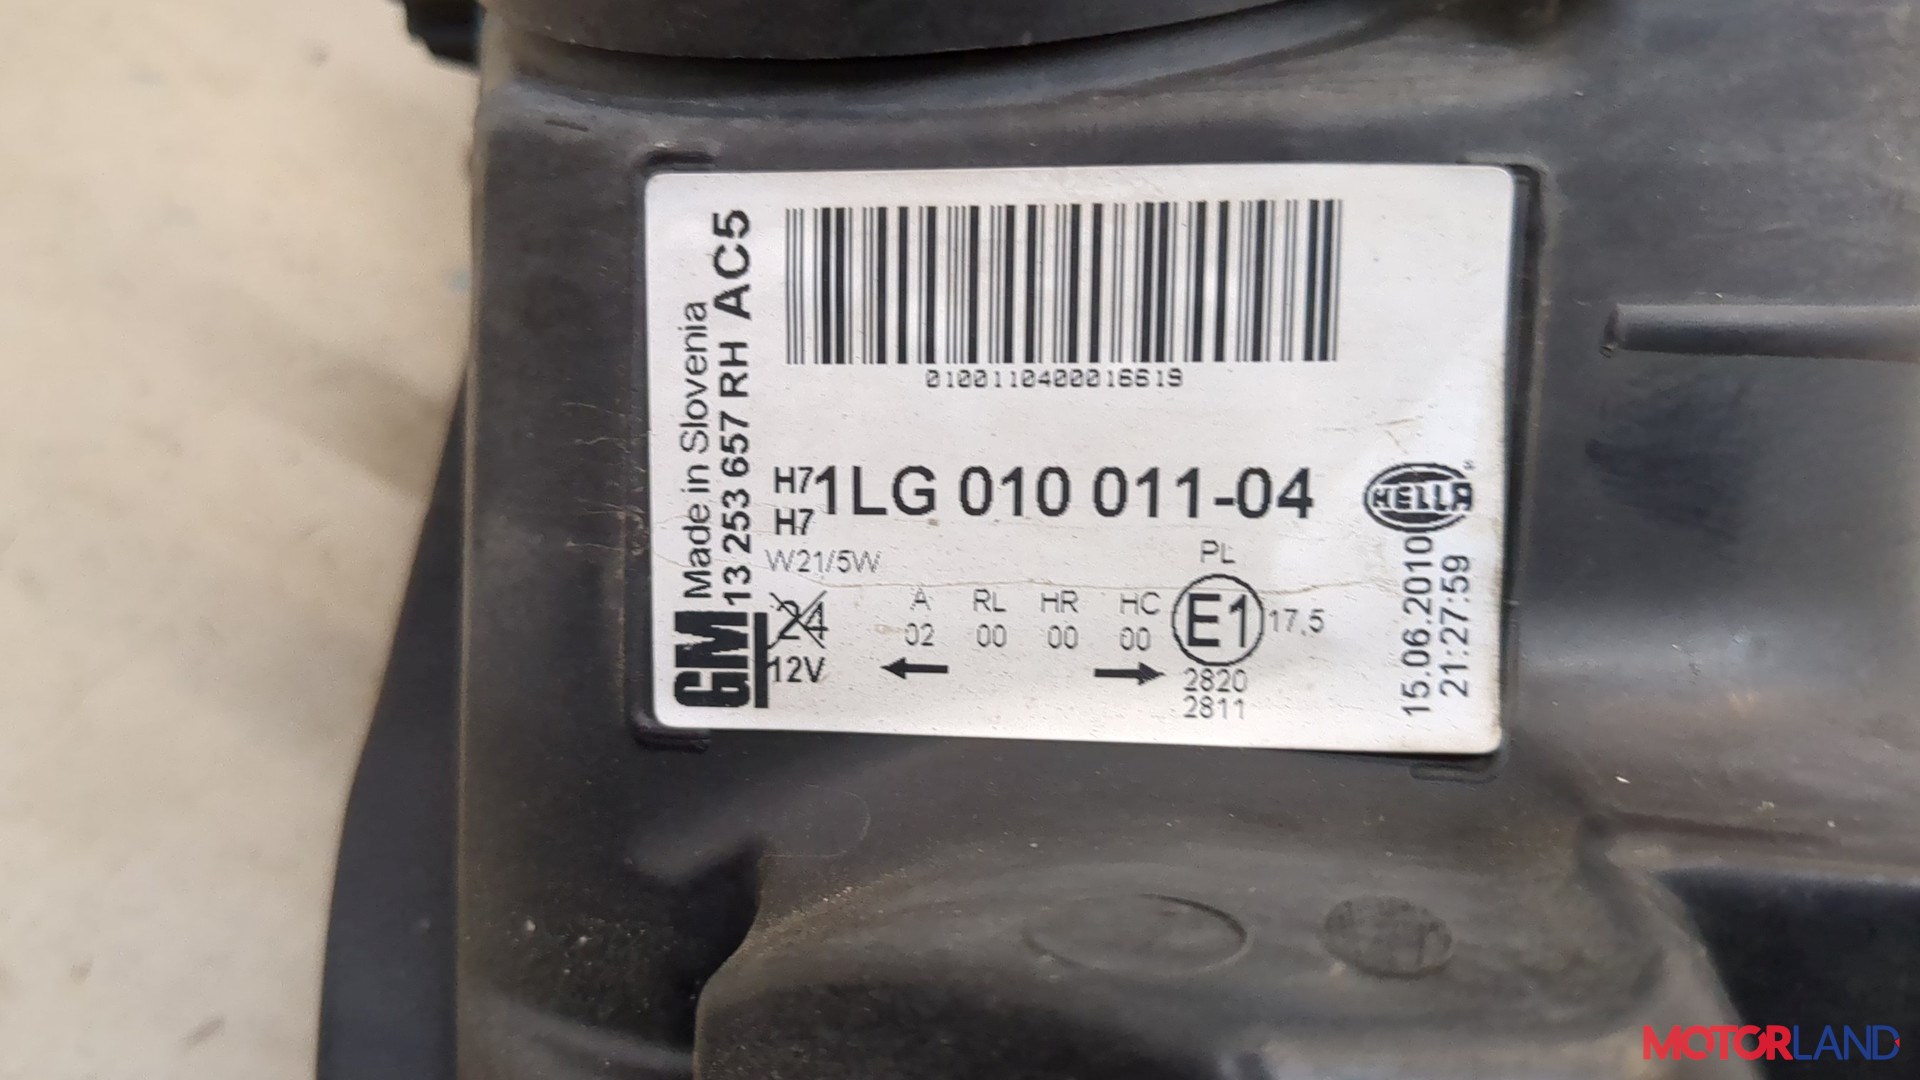 Made in Slovenia
GM 13 253 657 RH AC5
0100110400016619
H7 1LG 010 011-04
H7
HELLA
W21/5W
PL
24
12V
A RL HR HC
02 00 00 00
E1 17,5
2820
2811
15.06.2010
21:27:59
MOTORLAND